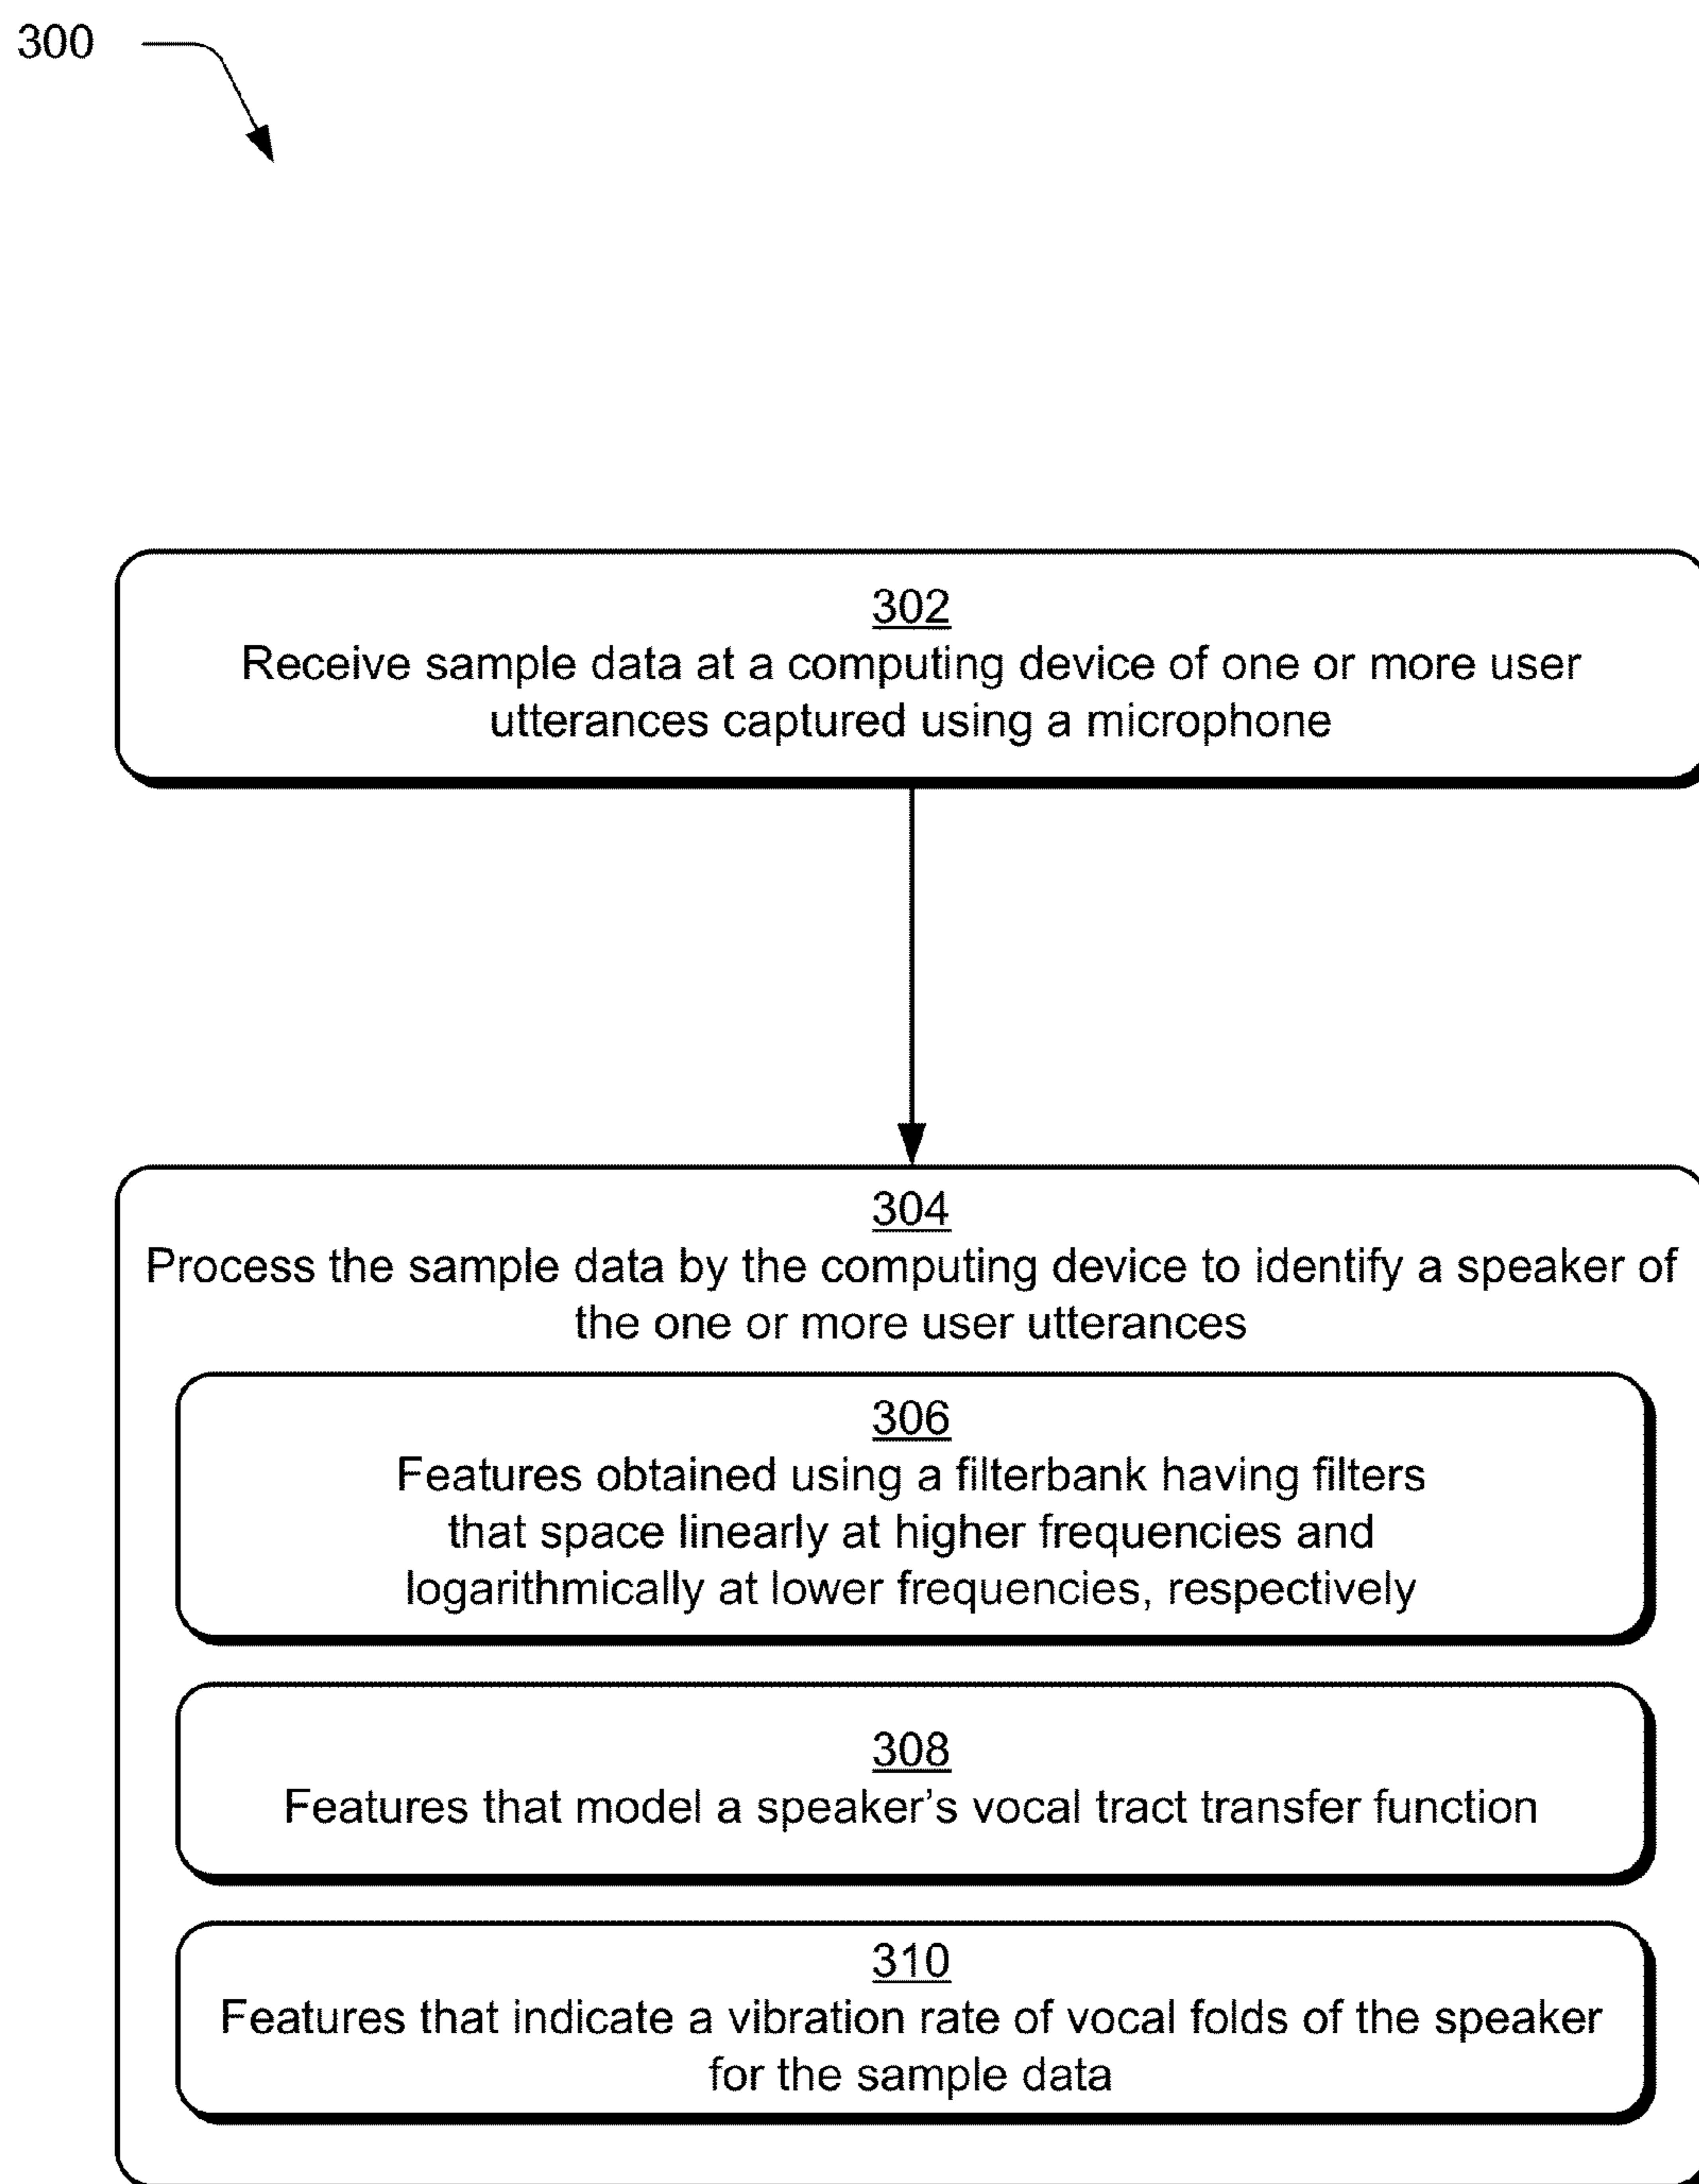 300
302
Receive sample data at a computing device of one or more user
utterances captured using a microphone
304
Process the sample data by the computing device to identify a speaker of
the one or more user utterances
306
Features obtained using a filterbank having filters
that space linearly at higher frequencies and
logarithmically at lower frequencies, respectively
308
Features that model a speaker's vocal tract transfer function
310
Features that indicate a vibration rate of vocal folds of the speaker
for the sample data